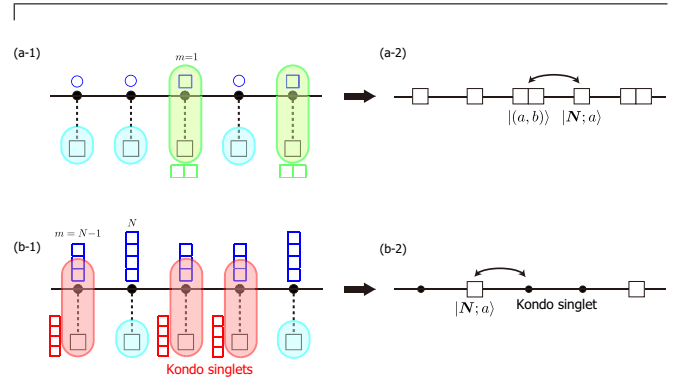 (a-1)
m=1
(a-2)
|(a, b)⟩
|N; a⟩
(b-1)
m = N−1
N
(b-2)
|N; a⟩
Kondo singlet
Kondo singlets